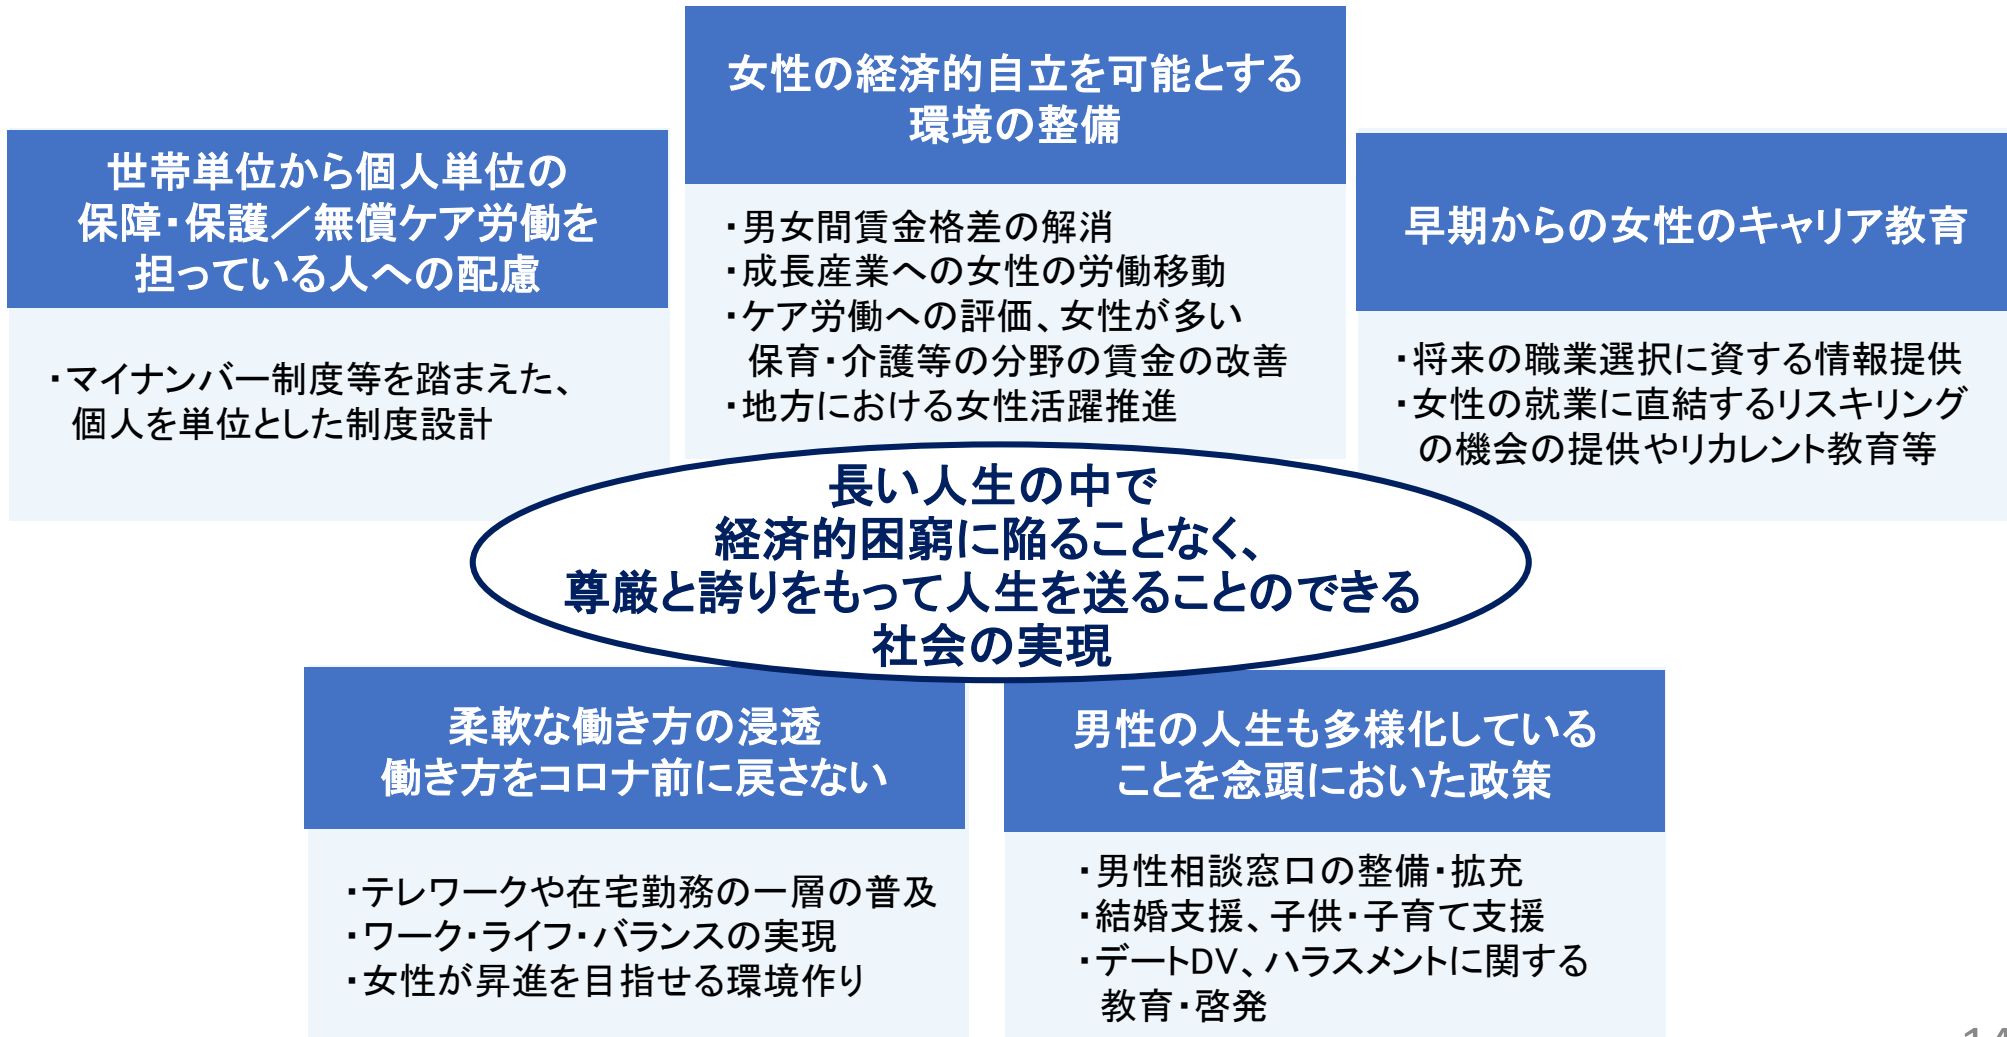 女性の経済的自立を可能とする
環境の整備
・男女間賃金格差の解消
・成長産業への女性の労働移動
・ケア労働への評価、女性が多い
保育・介護等の分野の賃金の改善
・地方における女性活躍推進
世帯単位から個人単位の
保障・保護／無償ケア労働を
担っている人への配慮
・マイナンバー制度等を踏まえた、
個人を単位とした制度設計
早期からの女性のキャリア教育
・将来の職業選択に資する情報提供
・女性の就業に直結するリスキリング
の機会の提供やリカレント教育等
長い人生の中で
経済的困窮に陥ることなく、
尊厳と誇りをもって人生を送ることのできる
社会の実現
柔軟な働き方の浸透
働き方をコロナ前に戻さない
・テレワークや在宅勤務の一層の普及
・ワーク・ライフ・バランスの実現
・女性が昇進を目指せる環境作り
男性の人生も多様化している
ことを念頭においた政策
・男性相談窓口の整備・拡充
・結婚支援、子供・子育て支援
・デートDV、ハラスメントに関する
教育・啓発